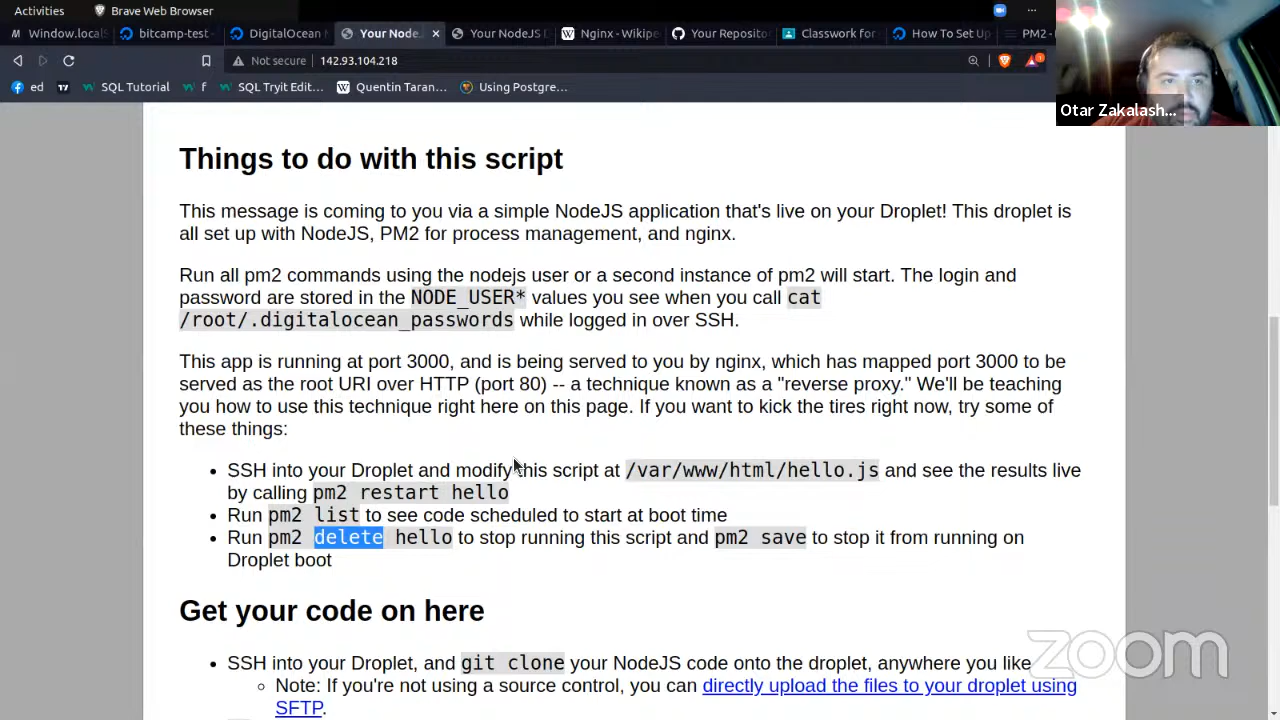 Activities
Brave Web Browser
Window.locals
bitcamp-test
DigitalOcean
Your Node
Your NodeJS
Nginx - Wikipe
Your Reposito
Classwork for
How To Set Up
PM2 -
Not secure
142.93.104.218
ed
SQL Tutorial
f
SQL Tryit Edit...
Quentin Taran...
Using Postgre...
Otar Zakalash...
Things to do with this script
This message is coming to you via a simple NodeJS application that's live on your Droplet! This droplet is
all set up with NodeJS, PM2 for process management, and nginx.
Run all pm2 commands using the nodejs user or a second instance of pm2 will start. The login and
password are stored in the NODE_USER* values you see when you call cat
/root/.digitalocean_passwords while logged in over SSH.
This app is running at port 3000, and is being served to you by nginx, which has mapped port 3000 to be
served as the root URI over HTTP (port 80) -- a technique known as a "reverse proxy." We'll be teaching
you how to use this technique right here on this page. If you want to kick the tires right now, try some of
these things:
SSH into your Droplet and modify this script at /var/www/html/hello.js and see the results live
by calling pm2 restart hello
Run pm2 list to see code scheduled to start at boot time
Run pm2 delete hello to stop running this script and pm2 save to stop it from running on
Droplet boot
Get your code on here
SSH into your Droplet, and git clone your NodeJS code onto the droplet, anywhere you like
Note: If you're not using a source control, you can directly upload the files to your droplet using
SFTP.
zoom